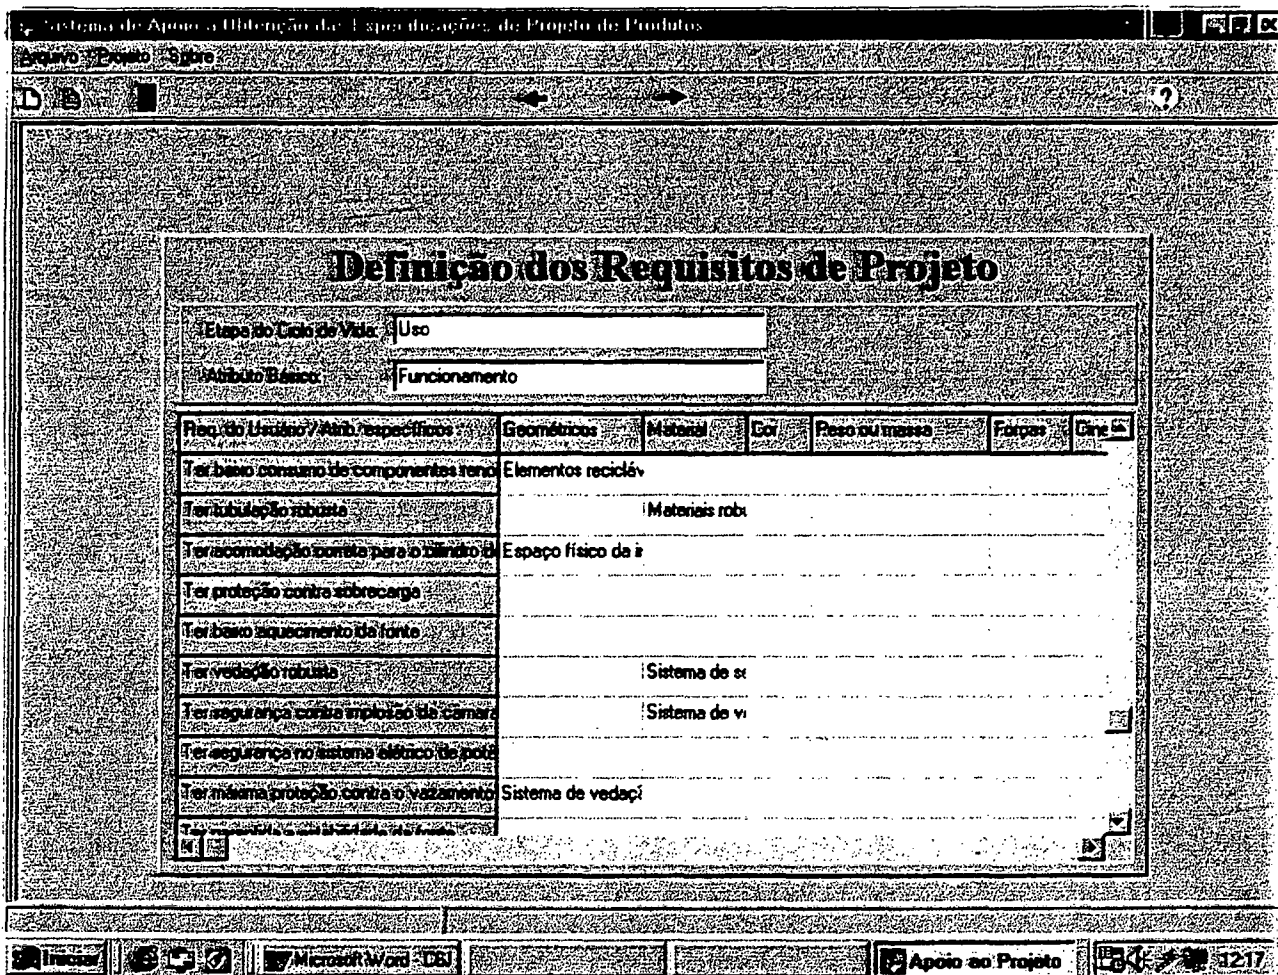 Sistema de Apoio a Obtenção das Especificações de Projeto de Produtos
Arquivo Projeto Sobre
Definição dos Requisitos de Projeto
Etapa do Ciclo de Vida: Uso
Atributo Básico: Funcionamento
Req. do Usuário / Atrib. específicos Geométricos Material Cor Peso ou massa Forças Cine
Ter baixo consumo de componentes reno Elementos recicláv
Ter tubulação robusta Materiais robu
Ter acomodação correta para o cilindro d Espaço físico da i
Ter proteção contra sobrecarga
Ter baixo aquecimento da fonte
Ter vedação robusta Sistema de se
Ter segurança contra implosão da câmara Sistema de v
Ter segurança no sistema elétrico de potê
Ter máxima proteção contra o vazamento Sistema de vedaçã
Iniciar Microsoft Word Apoio ao Projeto 12:17